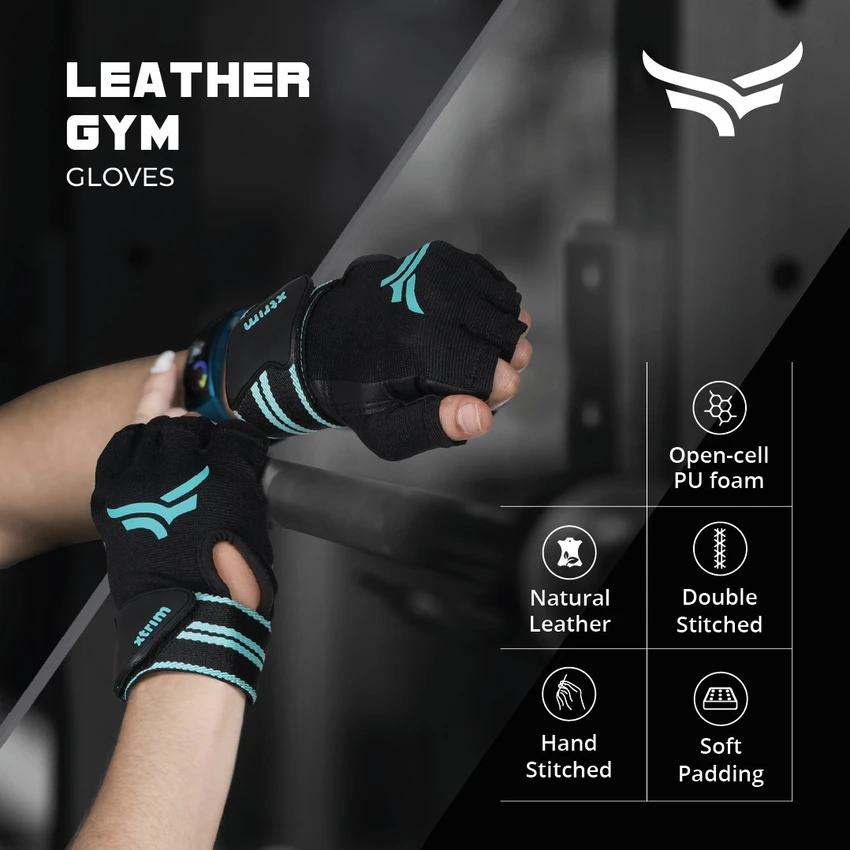 LEATHER
GYM
GLOVES
xtrim
xtrim
Open-cell
PU foam
Natural
Leather
Double
Stitched
Hand
Stitched
Soft
Padding